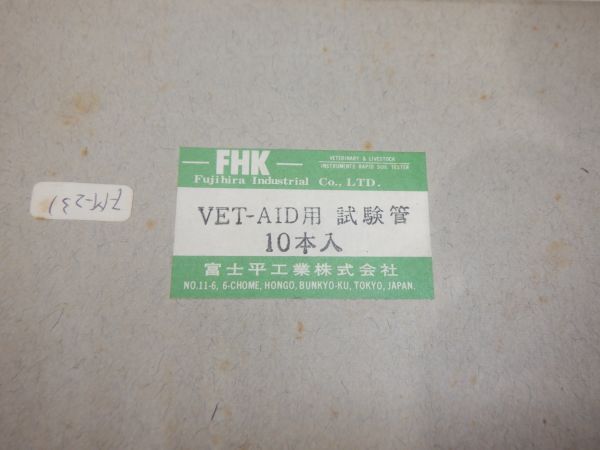 FHK
VETERINARY & LIVESTOCK
INSTRUMENTS RAPID SOIL TESTER
Fujihira Industrial Co., LTD.
VET-AID用 試験管
10本入
富士平工業株式会社
NO.11-6, 6-CHOME, HONGO, BUNKYO-KU, TOKYO, JAPAN.